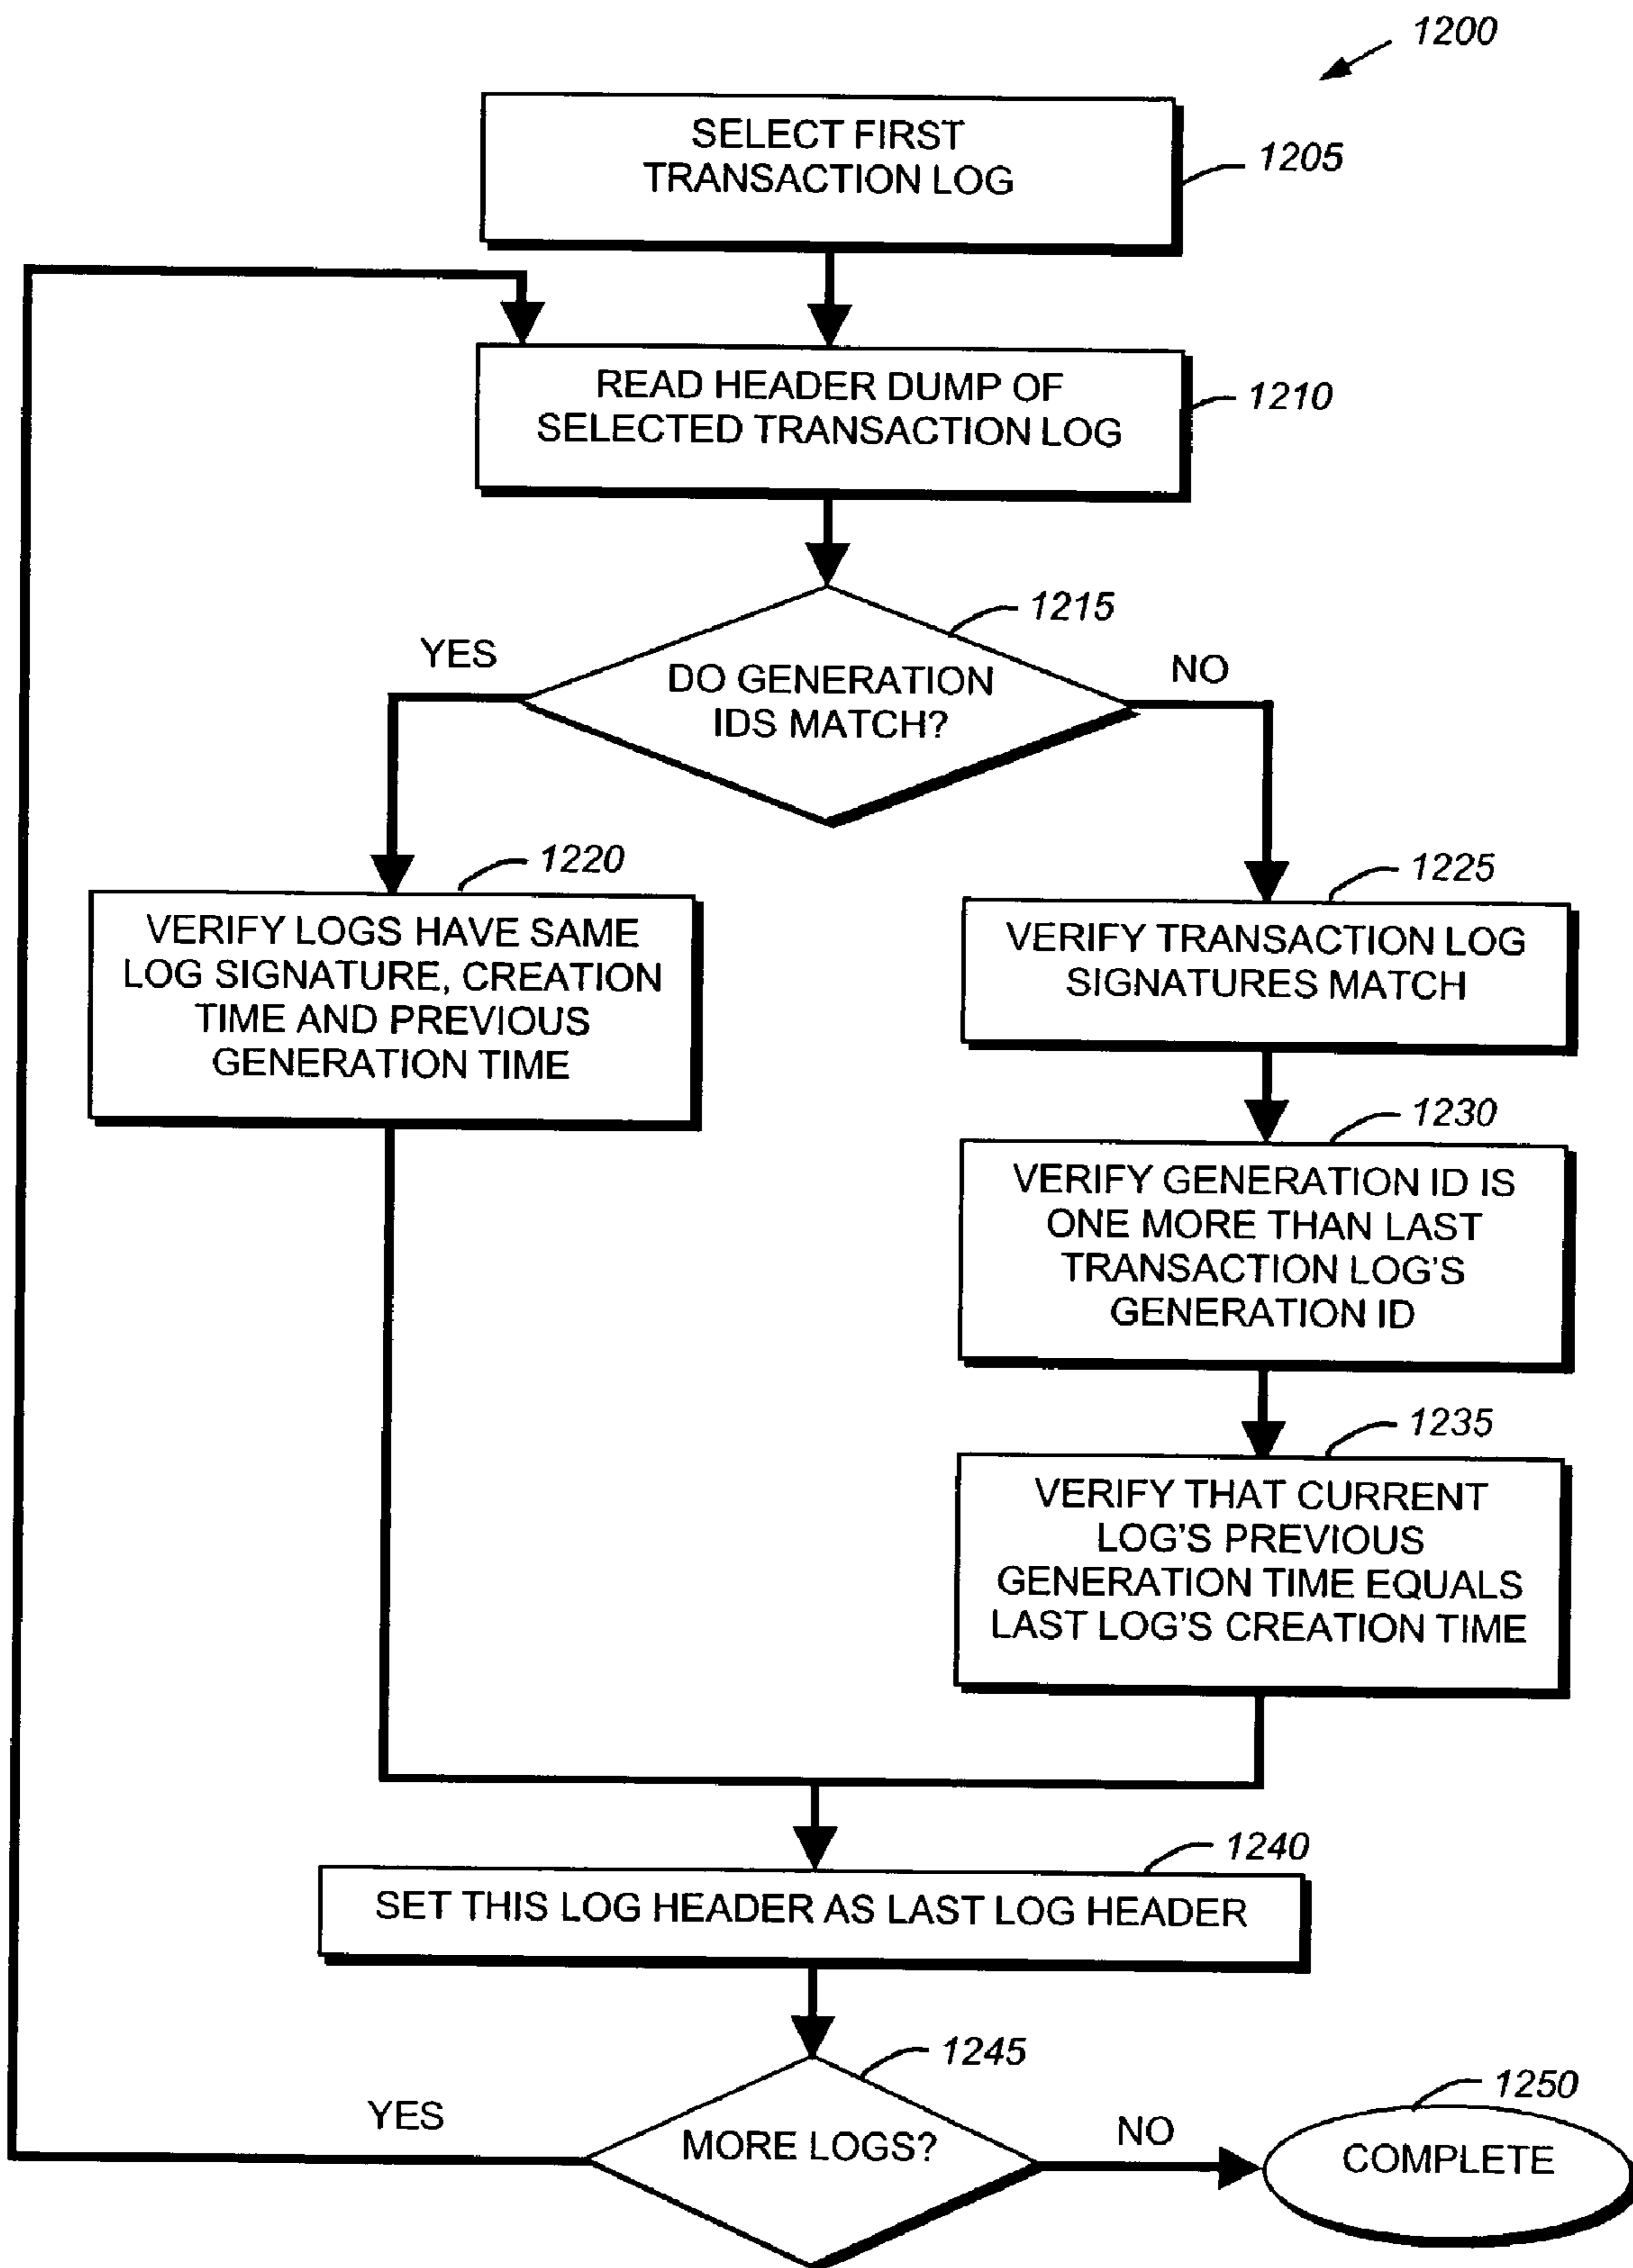 1200
SELECT FIRST
TRANSACTION LOG
1205
READ HEADER DUMP OF
SELECTED TRANSACTION LOG
1210
1215
YES
DO GENERATION
IDS MATCH?
NO
1220
VERIFY LOGS HAVE SAME
LOG SIGNATURE, CREATION
TIME AND PREVIOUS
GENERATION TIME
1225
VERIFY TRANSACTION LOG
SIGNATURES MATCH
1230
VERIFY GENERATION ID IS
ONE MORE THAN LAST
TRANSACTION LOG'S
GENERATION ID
1235
VERIFY THAT CURRENT
LOG'S PREVIOUS
GENERATION TIME EQUALS
LAST LOG'S CREATION TIME
1240
SET THIS LOG HEADER AS LAST LOG HEADER
1245
YES
MORE LOGS?
NO
1250
COMPLETE